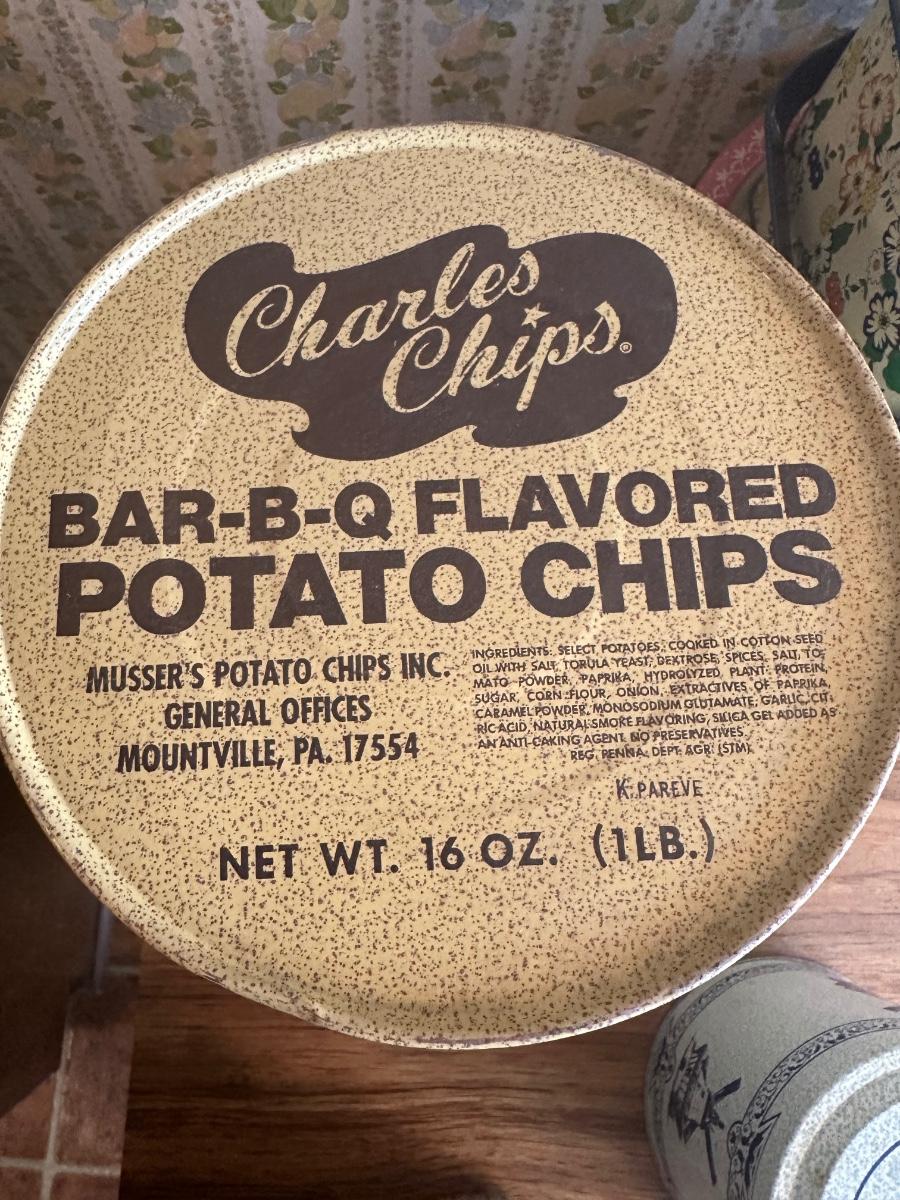 Charles
Chips®
BAR-B-Q FLAVORED
POTATO CHIPS
MUSSER'S POTATO CHIPS INC.
GENERAL OFFICES
MOUNTVILLE, PA. 17554
INGREDIENTS: SELECT POTATOES, COOKED IN COTTON SEED
OIL WITH SALT, TORULA YEAST, DEXTROSE, SPICES, SALT, TO-
MATO POWDER, PAPRIKA, HYDROLYZED PLANT PROTEIN,
SUGAR, CORN FLOUR, ONION, EXTRACTIVES OF PAPRIKA,
CARAMEL POWDER, MONOSODIUM GLUTAMATE, GARLIC, CIT-
RIC ACID, NATURAL SMOKE FLAVORING, SILICA GEL ADDED AS
AN ANTI-CAKING AGENT. NO PRESERVATIVES.
REG. PENNA. DEPT. AGR. (STM)
K-PAREVE
NET WT. 16 OZ. (1 LB.)